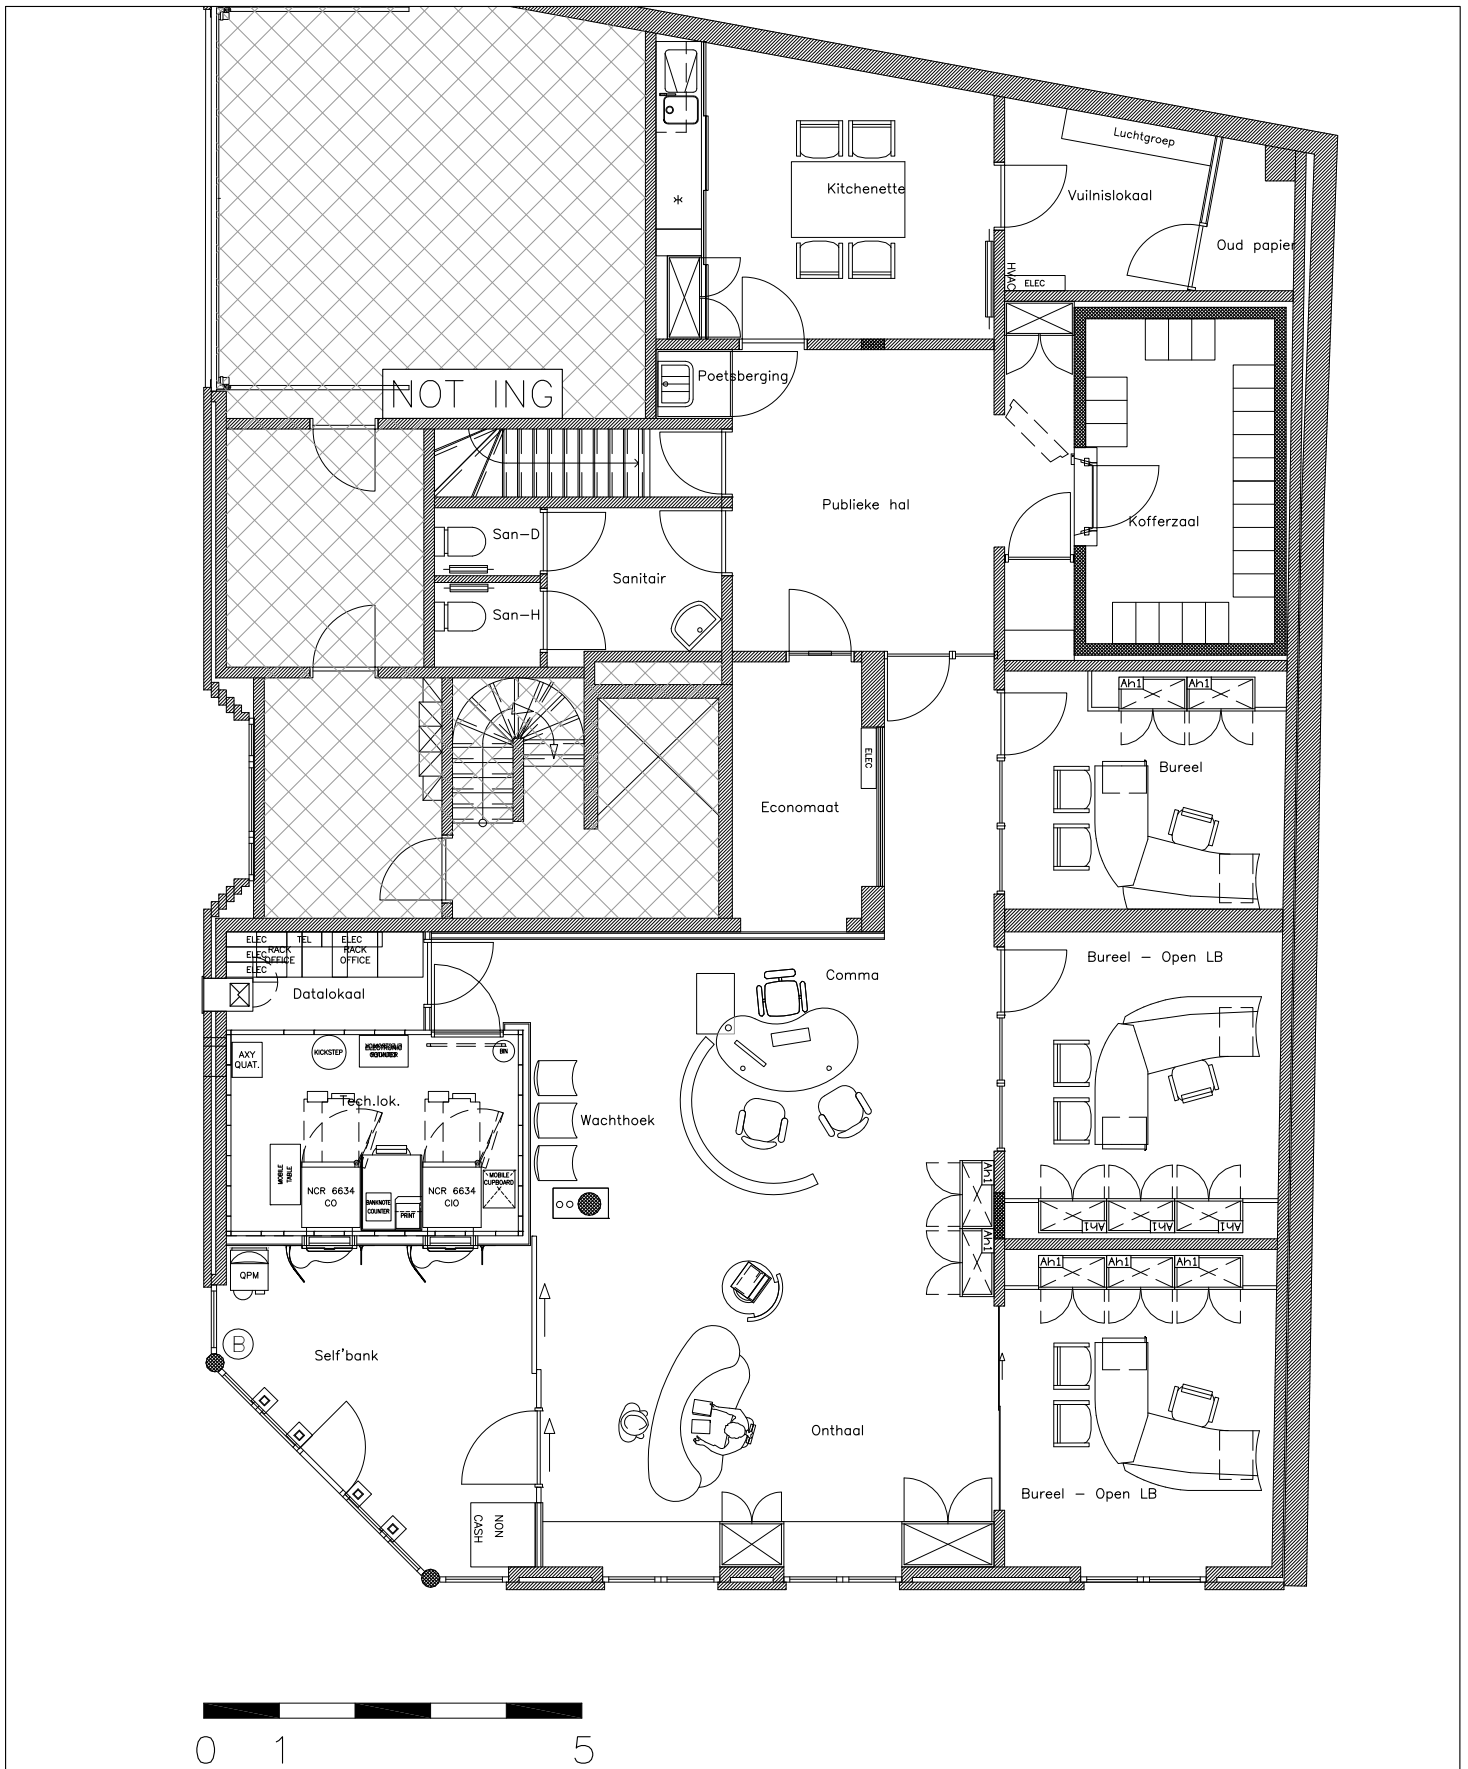 Luchtgroep
Kitchenette
Vuilnislokaal
Oud papier
HVAC
ELEC
NOT ING
Poetsberging
Publieke hal
Kofferzaal
San-D
Sanitair
San-H
Ah1
Ah1
Bureel
ELEC
Economaat
ELEC
TEL
ELEC
ELEC
RACK
OFFICE
RACK
OFFICE
ELEC
Datalokaal
Comma
Bureel - Open LB
AXY
QUAT.
KICKSTEP
BIN
Tech.lok.
Wachthoek
MOBILE
TABLE
NCR 6634
CO
BANKNOTE
COUNTER
PRINT
NCR 6634
CIO
MOBILE
CUPBOARD
Ah1
Ah1
Ah1
Ah1
Ah1
QPM
Ah1
Ah1
Ah1
B
Self'bank
Onthaal
Bureel - Open LB
NON
CASH
0 1 5